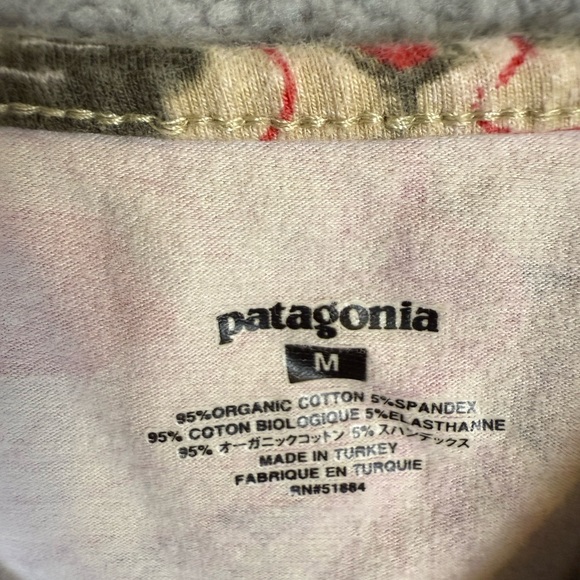 patagonia
M
95%ORGANIC COTTON 5%SPANDEX
95% COTON BIOLOGIQUE 5%ELASTHANNE
95% オーガニックコットン 5% スパンデックス
MADE IN TURKEY
FABRIQUE EN TURQUIE
RN#51884